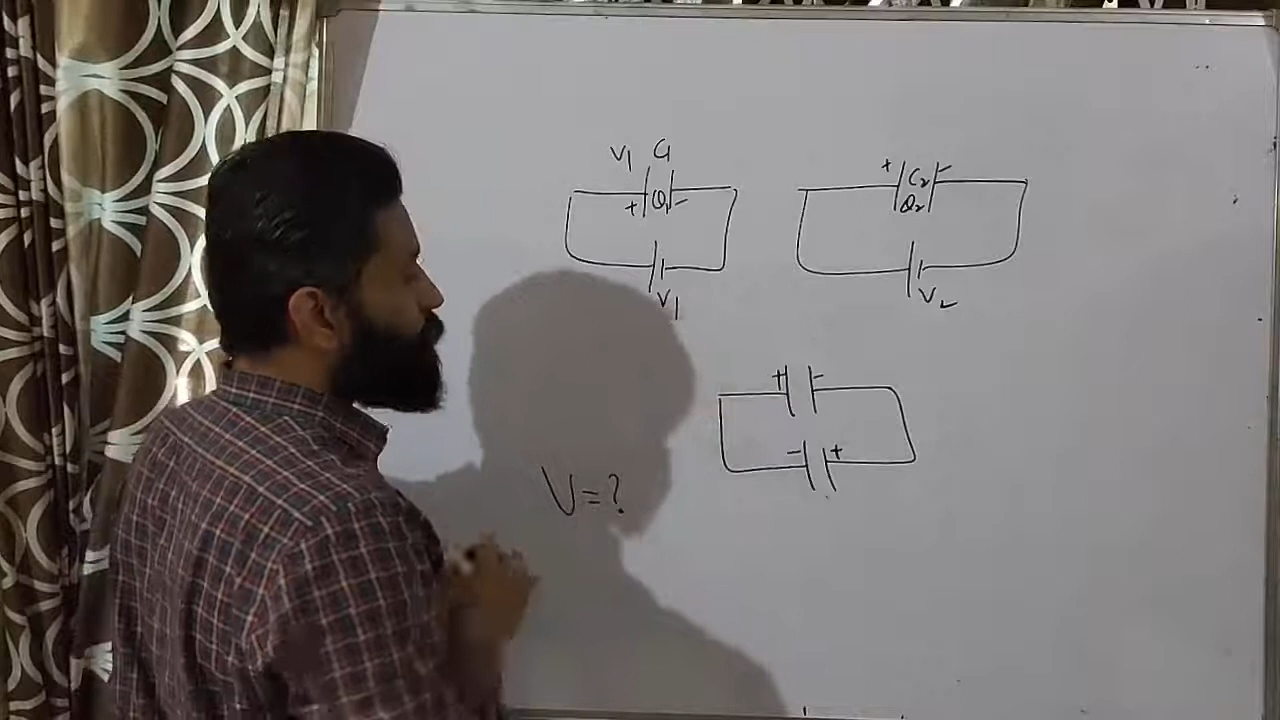 V₁ C₁
+ Q₁ -
V₁
+ C₂ -
Q₂
V₂
+ -
- +
V=?